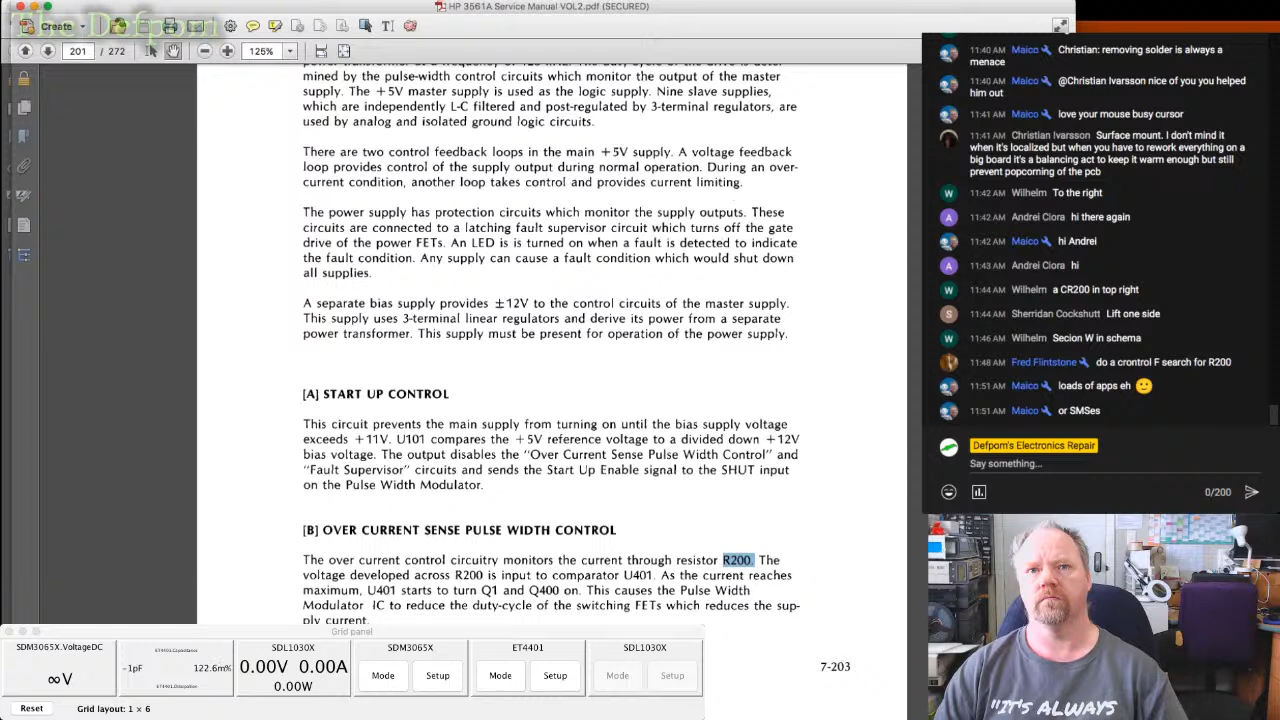 HP 3561A Service Manual VOL2.pdf (SECURED)
Create
The Defpom
201 / 272
125%
mined by the pulse-width control circuits which monitor the output of the master
supply. The +5V master supply is used as the logic supply. Nine slave supplies,
which are independently L-C filtered and post-regulated by 3-terminal regulators, are
used by analog and isolated ground logic circuits.
There are two control feedback loops in the main +5V supply. A voltage feedback
loop provides control of the supply output during normal operation. During an over-
current condition, another loop takes control and provides current limiting.
The power supply has protection circuits which monitor the supply outputs. These
circuits are connected to a latching fault supervisor circuit which turns off the gate
drive of the power FETs. An LED is is turned on when a fault is detected to indicate
the fault condition. Any supply can cause a fault condition which would shut down
all supplies.
A separate bias supply provides ±12V to the control circuits of the master supply.
This supply uses 3-terminal linear regulators and derive its power from a separate
power transformer. This supply must be present for operation of the power supply.
[A] START UP CONTROL
This circuit prevents the main supply from turning on until the bias supply voltage
exceeds +11V. U101 compares the +5V reference voltage to a divided down +12V
bias voltage. The output disables the “Over Current Sense Pulse Width Control” and
“Fault Supervisor” circuits and sends the Start Up Enable signal to the SHUT input
on the Pulse Width Modulator.
[B] OVER CURRENT SENSE PULSE WIDTH CONTROL
The over current control circuitry monitors the current through resistor R200. The
voltage developed across R200 is input to comparator U401. As the current reaches
maximum, U401 starts to turn Q1 and Q400 on. This causes the Pulse Width
Modulator IC to reduce the duty-cycle of the switching FETs which reduces the sup-
ply current.
7-203
Grid panel
SDM3065X.VoltageDC
∞V
ET4401.Capacitance
-1pF 122.6m%
ET4401.Dissipation
SDL1030X
0.00V 0.00A
0.00W
SDM3065X
Mode Setup
ET4401
Mode Setup
SDL1030X
Mode Setup
Reset Grid layout: 1 × 6
11:40 AM Maico Christian: removing solder is always a
menace
11:40 AM Maico @Christian Ivarsson nice of you you helped
him out
11:41 AM Maico love your mouse busy cursor
11:41 AM Christian Ivarsson Surface mount. I don't mind it
when it's localized but when you have to rework everything on a
big board it's a balancing act to keep it warm enough but still
prevent popcorning of the pcb
W 11:42 AM Wilhelm To the right
A 11:42 AM Andrei Ciora hi there again
11:42 AM Maico hi Andrei
A 11:43 AM Andrei Ciora hi
W 11:44 AM Wilhelm a CR200 in top right
S 11:44 AM Sherridan Cockshutt Lift one side
W 11:46 AM Wilhelm Secion W in schema
11:48 AM Fred Flintstone do a crontrol F search for R200
11:51 AM Maico loads of apps eh
11:51 AM Maico or SMSes
Defpom's Electronics Repair
Say something...
0/200
"IT'S ALWAYS